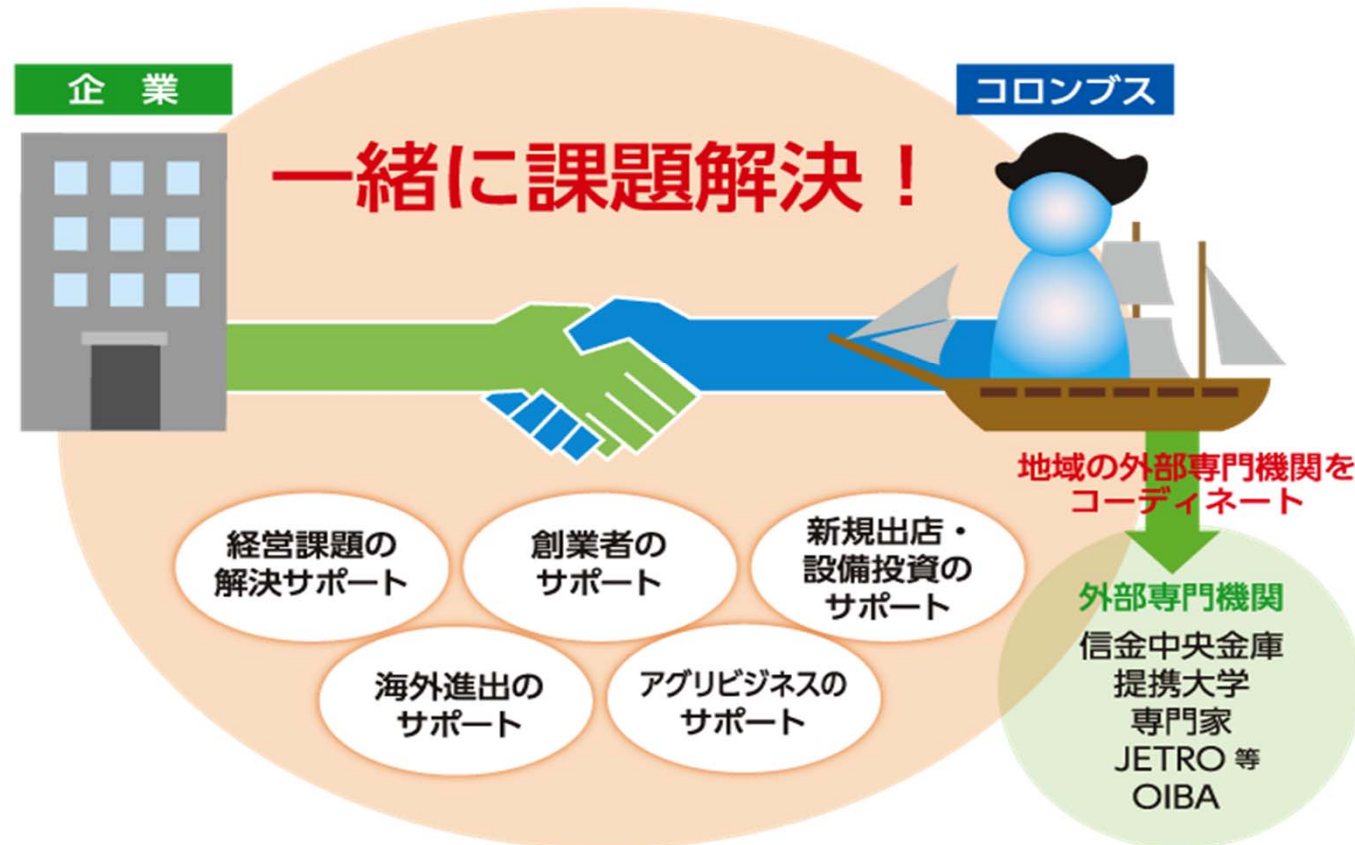 企 業
コロンブス
一緒に課題解決！
地域の外部専門機関を
コーディネート
経営課題の
解決サポート
創業者の
サポート
新規出店・
設備投資の
サポート
海外進出の
サポート
アグリビジネスの
サポート
外部専門機関
信金中央金庫
提携大学
専門家
JETRO 等
OIBA